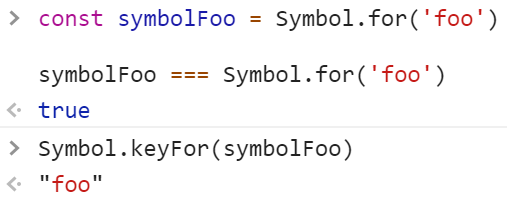 > const symbolFoo = Symbol.for('foo')
symbolFoo === Symbol.for('foo')
<· true
> Symbol.keyFor(symbolFoo)
<· "foo"